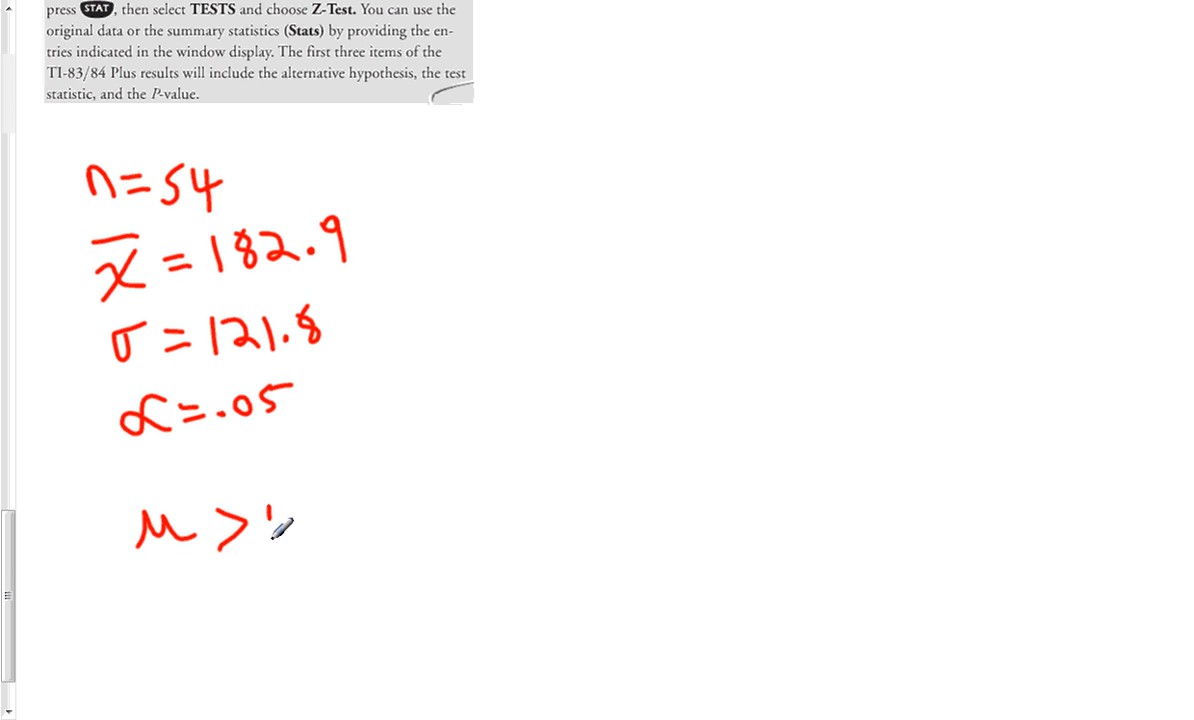 press STAT, then select TESTS and choose Z-Test. You can use the
original data or the summary statistics (Stats) by providing the en-
tries indicated in the window display. The first three items of the
TI-83/84 Plus results will include the alternative hypothesis, the test
statistic, and the P-value.
n=54
x̄ = 182.9
σ = 121.8
α=.05
μ >